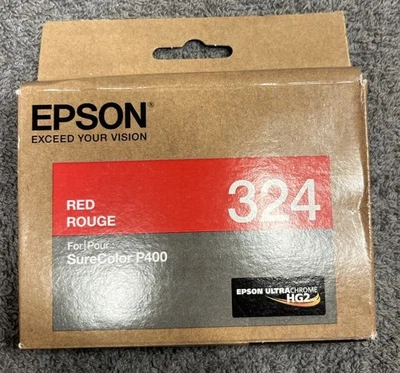 EPSON®
EXCEED YOUR VISION
RED
ROUGE
324
For|Pour :
SureColor P400
EPSON ULTRACHROME
HG2